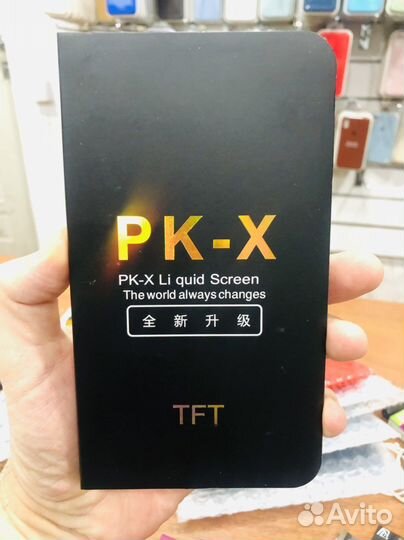 PK-X
PK-X Li quid Screen
The world always changes
全新升级
TFT
Avito